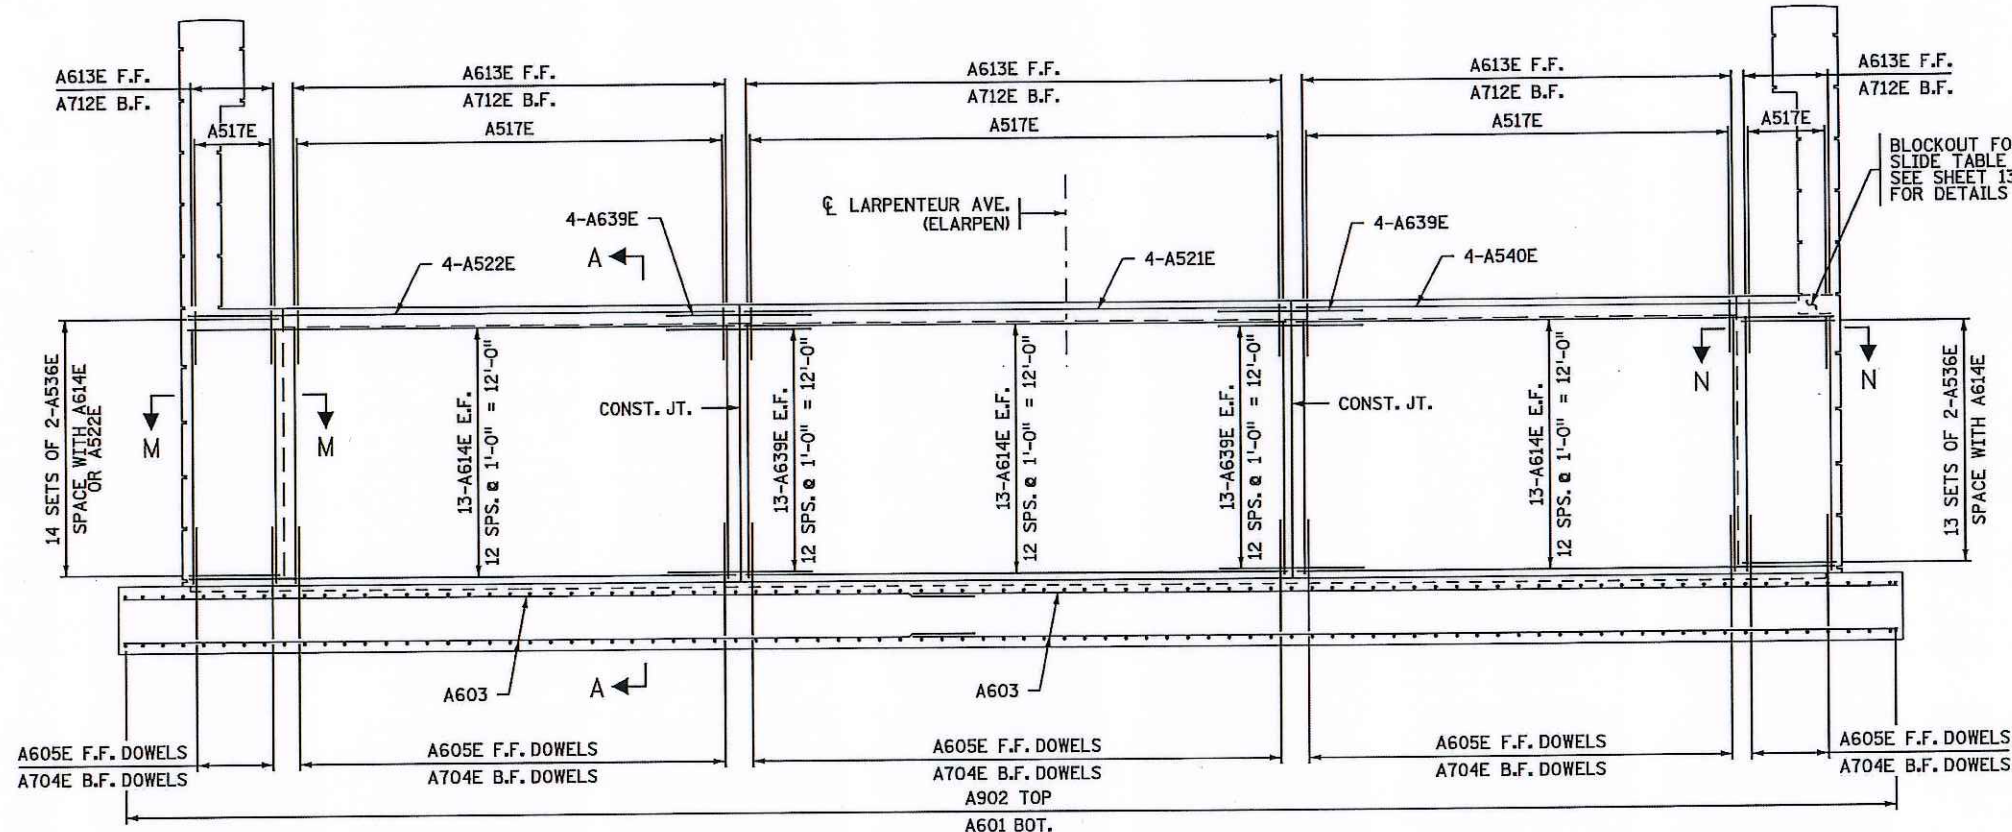 A613E F.F.
A712E B.F.
A613E F.F.
A712E B.F.
A613E F.F.
A712E B.F.
A613E F.F.
A712E B.F.
A613E F.F.
A712E B.F.
A517E
A517E
A517E
A517E
A517E
BLOCKOUT FO
SLIDE TABLE
SEE SHEET 13
FOR DETAILS
℄ LARPENTEUR AVE.
(ELARPEN)
4-A639E
4-A639E
4-A522E
A
4-A521E
4-A540E
14 SETS OF 2-A536E
SPACE WITH A614E
OR A522E
M
M
13-A614E E.F.
12 SPS. @ 1'-0" = 12'-0"
CONST. JT.
13-A639E E.F.
12 SPS. @ 1'-0" = 12'-0"
13-A614E E.F.
12 SPS. @ 1'-0" = 12'-0"
13-A639E E.F.
12 SPS. @ 1'-0" = 12'-0"
CONST. JT.
13-A614E E.F.
12 SPS. @ 1'-0" = 12'-0"
N
N
13 SETS OF 2-A536E
SPACE WITH A614E
A603
A
A603
A605E F.F. DOWELS
A704E B.F. DOWELS
A605E F.F. DOWELS
A704E B.F. DOWELS
A605E F.F. DOWELS
A704E B.F. DOWELS
A605E F.F. DOWELS
A704E B.F. DOWELS
A605E F.F. DOWELS
A704E B.F. DOWELS
A902 TOP
A601 BOT.